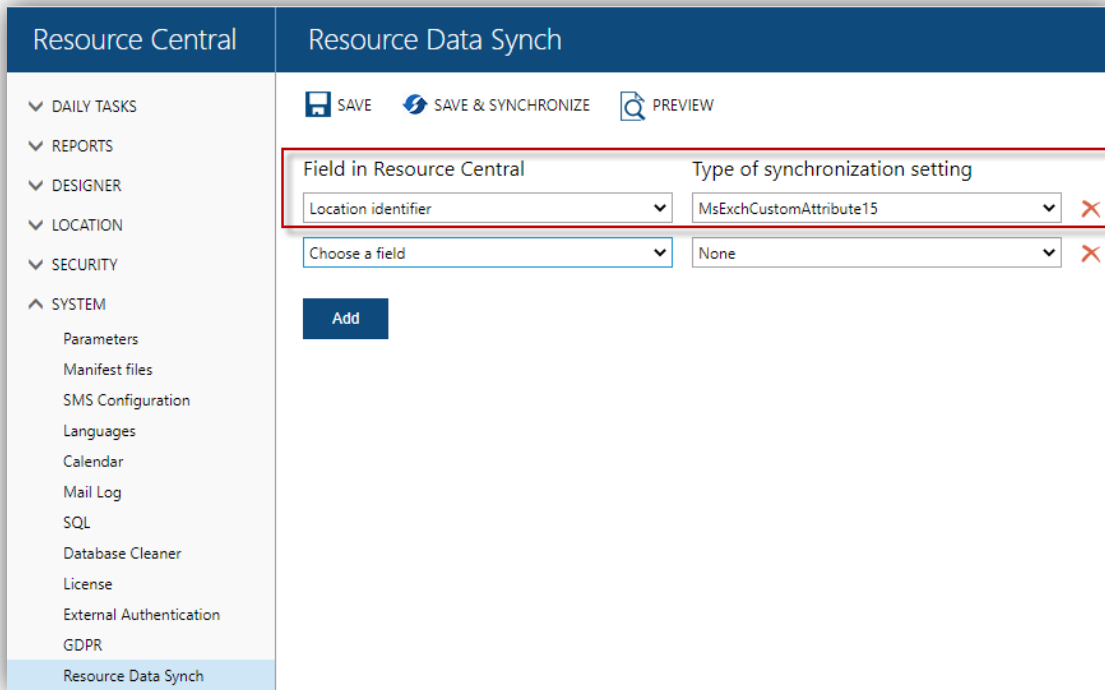 Resource Central
Resource Data Synch
DAILY TASKS
REPORTS
DESIGNER
LOCATION
SECURITY
SYSTEM
Parameters
Manifest files
SMS Configuration
Languages
Calendar
Mail Log
SQL
Database Cleaner
License
External Authentication
GDPR
Resource Data Synch
SAVE SAVE & SYNCHRONIZE PREVIEW
Field in Resource Central Type of synchronization setting
Location identifier MsExchCustomAttribute15
Choose a field None
Add